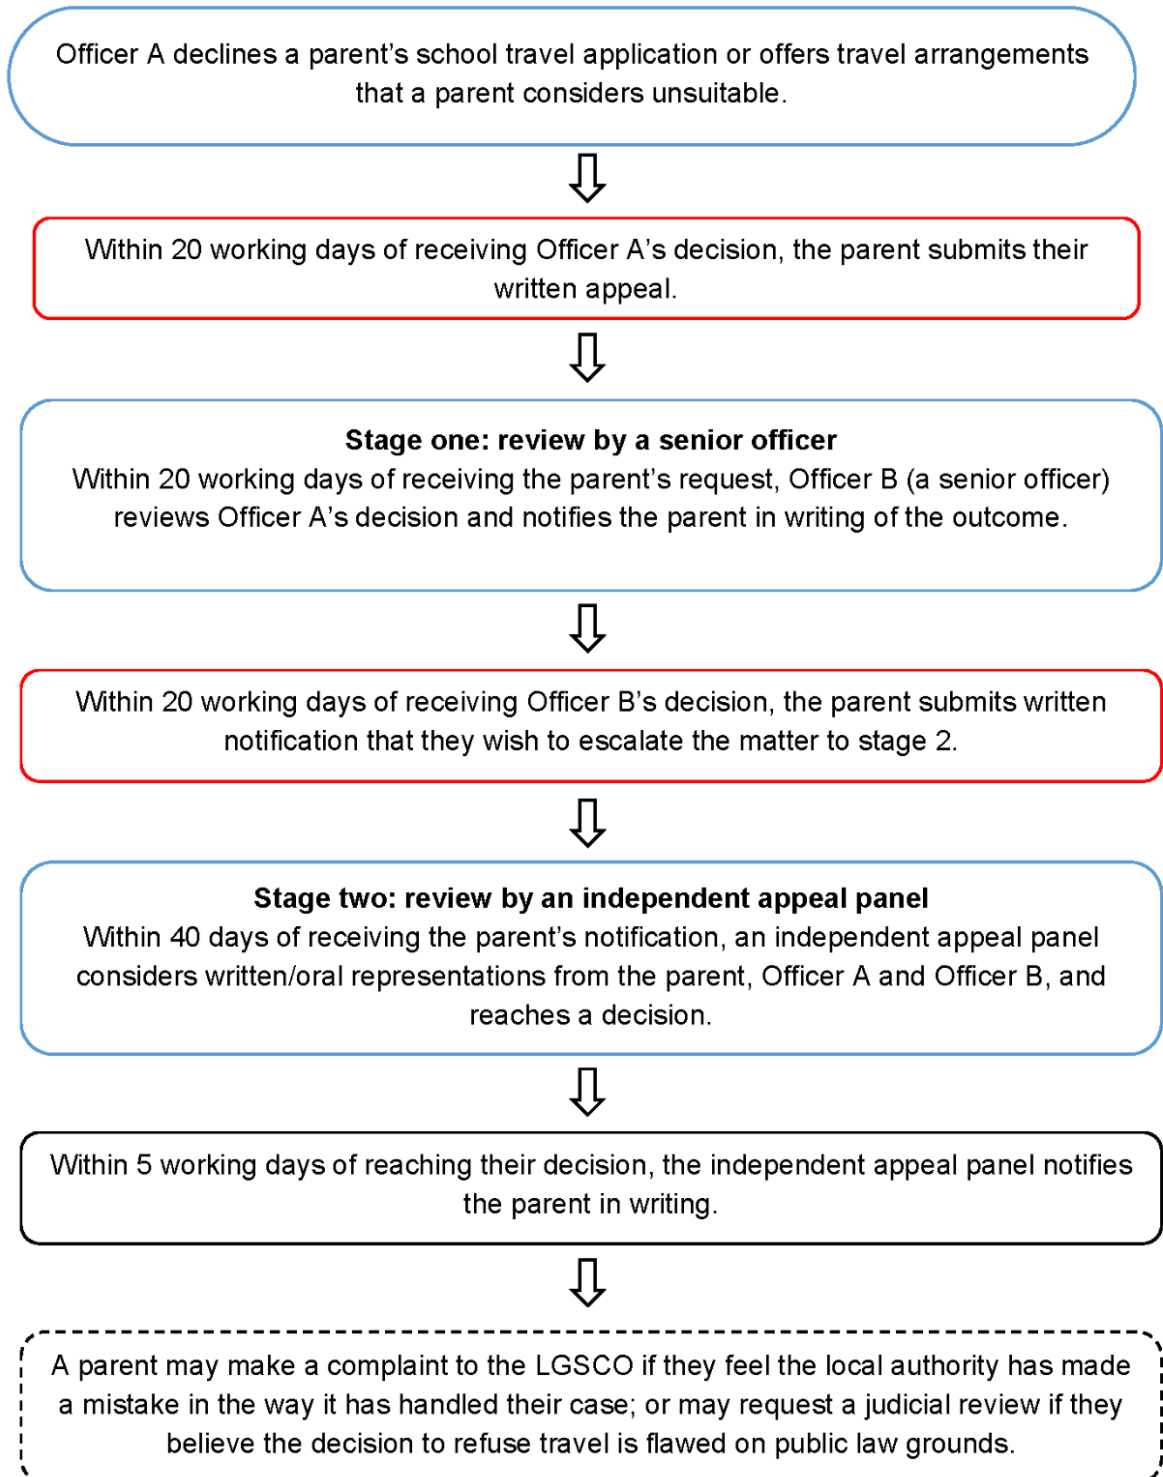 Officer A declines a parent’s school travel application or offers travel arrangements
that a parent considers unsuitable.
Within 20 working days of receiving Officer A’s decision, the parent submits their
written appeal.
Stage one: review by a senior officer
Within 20 working days of receiving the parent’s request, Officer B (a senior officer)
reviews Officer A’s decision and notifies the parent in writing of the outcome.
Within 20 working days of receiving Officer B’s decision, the parent submits written
notification that they wish to escalate the matter to stage 2.
Stage two: review by an independent appeal panel
Within 40 days of receiving the parent’s notification, an independent appeal panel
considers written/oral representations from the parent, Officer A and Officer B, and
reaches a decision.
Within 5 working days of reaching their decision, the independent appeal panel notifies
the parent in writing.
A parent may make a complaint to the LGSCO if they feel the local authority has made
a mistake in the way it has handled their case; or may request a judicial review if they
believe the decision to refuse travel is flawed on public law grounds.